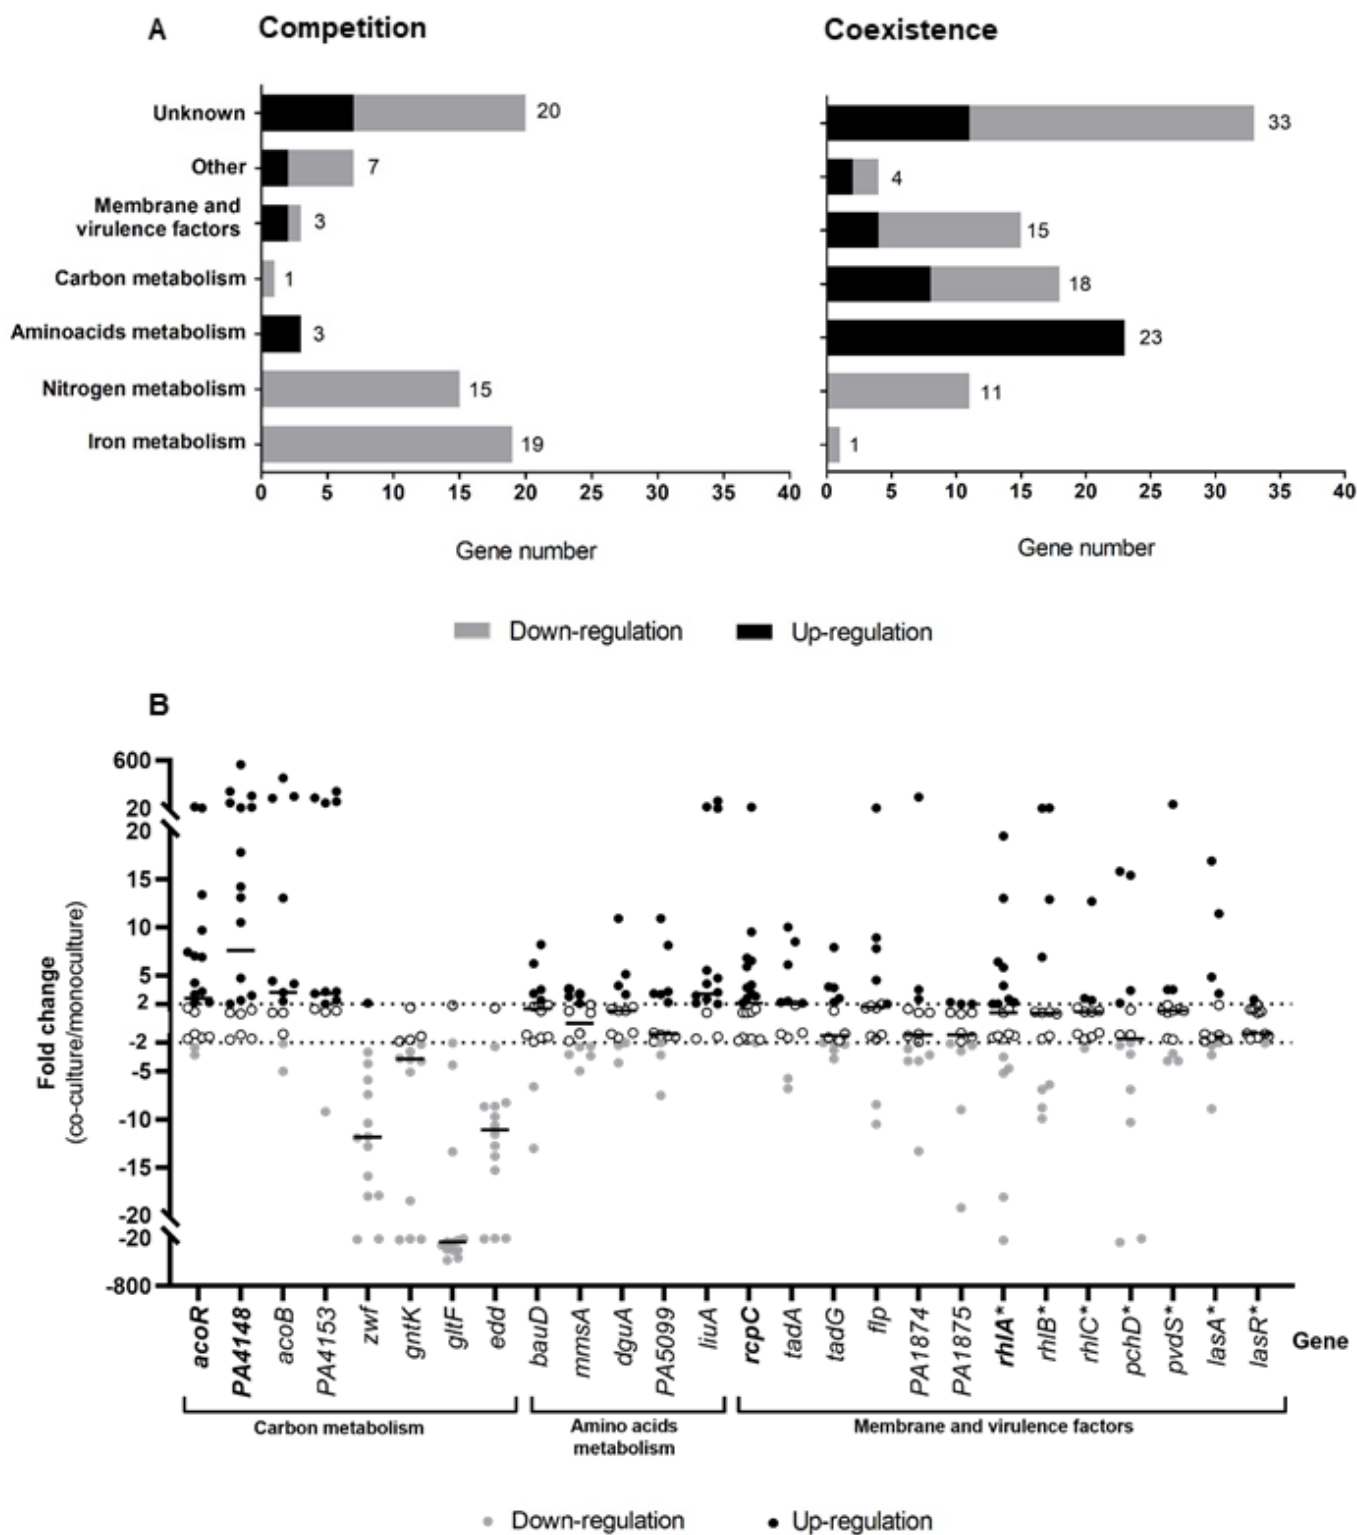 A Competition Coexistence
Unknown 20 33
Other 7 4
Membrane and
virulence factors 3 15
Carbon metabolism 1 18
Aminoacids metabolism 3 23
Nitrogen metabolism 15 11
Iron metabolism 19 1
0 5 10 15 20 25 30 35 40 0 5 10 15 20 25 30 35 40
Gene number Gene number
Down-regulation Up-regulation
B
600
20
20
15
10
5
2
-2
-5
-10
-15
-20
-20
-800
Fold change
(co-culture/monoculture)
acoR PA4148 acoB PA4153 zwf gntK gltF edd bauD mmsA dguA PA5099 liuA rcpC tadA tadG flp PA1874 PA1875 rhlA* rhlB* rhlC* pchD* pvdS* lasA* lasR* Gene
Carbon metabolism Amino acids Membrane and virulence factors
metabolism
Down-regulation Up-regulation